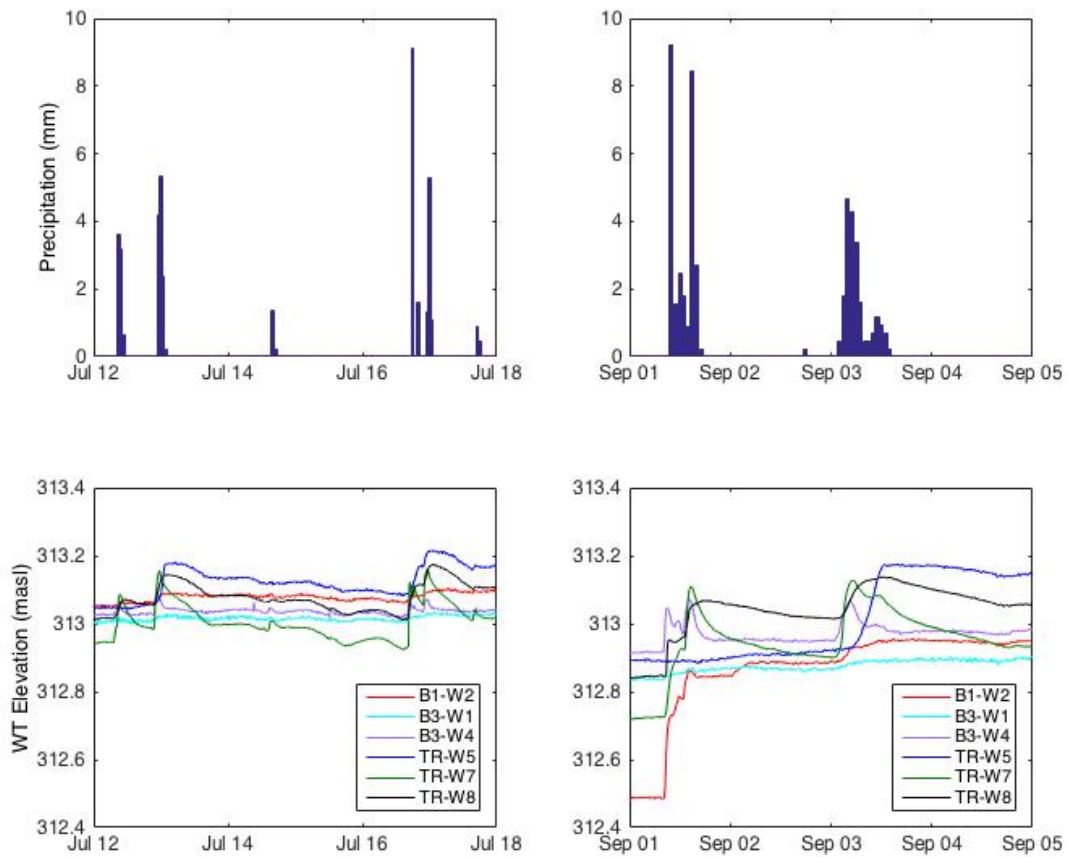 10
8
6
4
2
0
Precipitation (mm)
Jul 12 Jul 14 Jul 16 Jul 18
10
8
6
4
2
0
Sep 01 Sep 02 Sep 03 Sep 04 Sep 05
313.4
313.2
313
312.8
312.6
312.4
WT Elevation (masl)
B1-W2
B3-W1
B3-W4
TR-W5
TR-W7
TR-W8
Jul 12 Jul 14 Jul 16 Jul 18
313.4
313.2
313
312.8
312.6
312.4
B1-W2
B3-W1
B3-W4
TR-W5
TR-W7
TR-W8
Sep 01 Sep 02 Sep 03 Sep 04 Sep 05